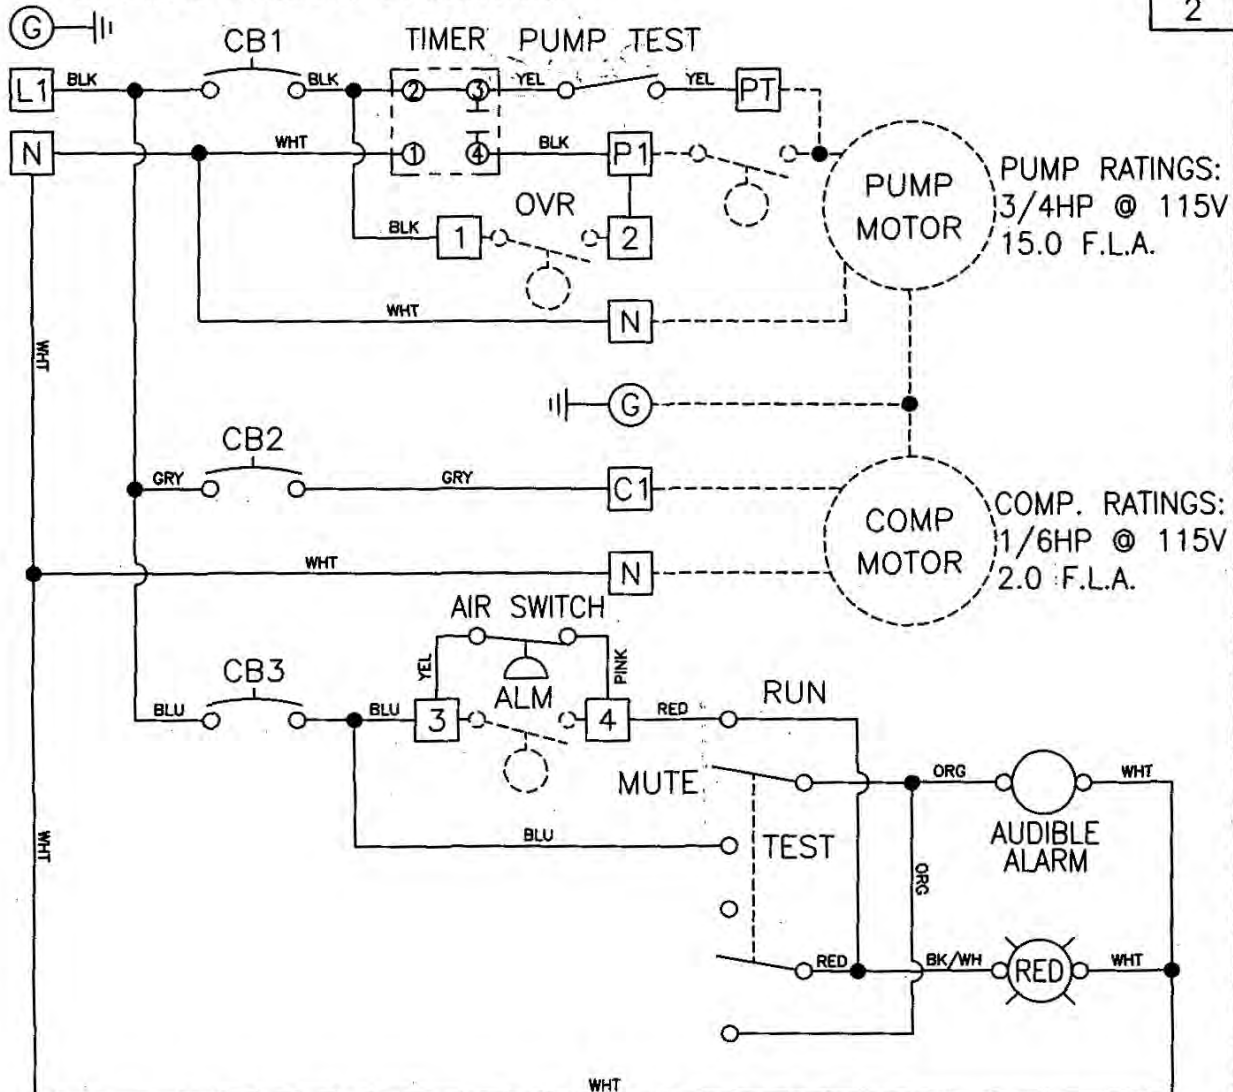 2
G
CB1
TIMER PUMP TEST
L1 BLK BLK 2 3 YEL YEL PT
N WHT 1 4 BLK P1
PUMP MOTOR
PUMP RATINGS:
3/4HP @ 115V
15.0 F.L.A.
OVR
BLK 1 2
WHT N
WHT
G
CB2
GRY GRY C1
COMP MOTOR
COMP. RATINGS:
1/6HP @ 115V
2.0 F.L.A.
WHT N
AIR SWITCH
YEL PINK
CB3
ALM
RUN
BLU BLU 3 4 RED
MUTE
ORG WHT
BLU
TEST
AUDIBLE
ALARM
WHT
ORG
RED BK/WH RED WHT
WHT